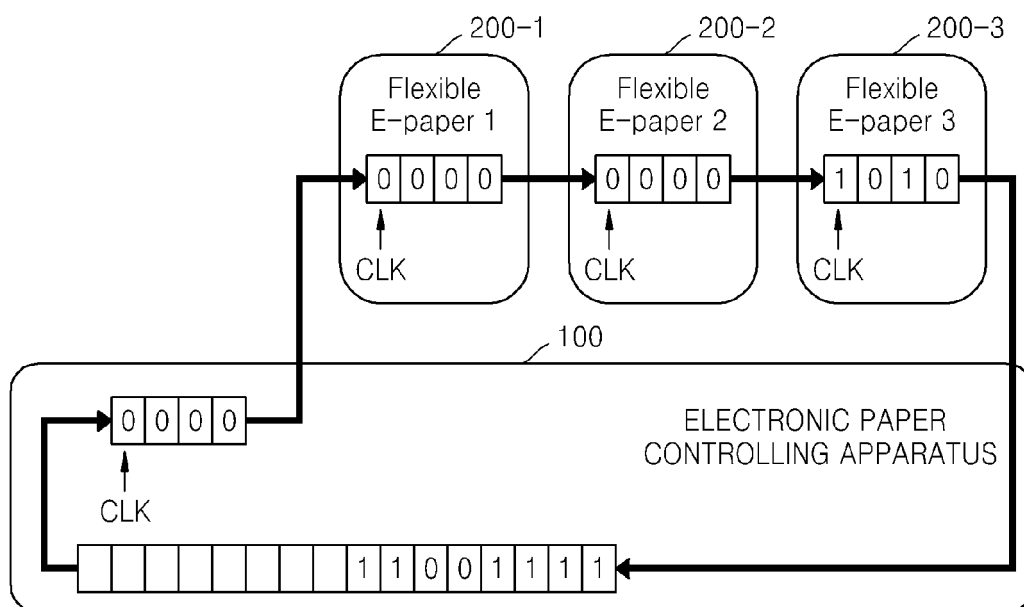 200-1
200-2
200-3
Flexible
E-paper 1
Flexible
E-paper 2
Flexible
E-paper 3
0 0 0 0
0 0 0 0
1 0 1 0
CLK
CLK
CLK
100
0 0 0 0
ELECTRONIC PAPER
CONTROLLING APPARATUS
CLK
1 1 0 0 1 1 1 1